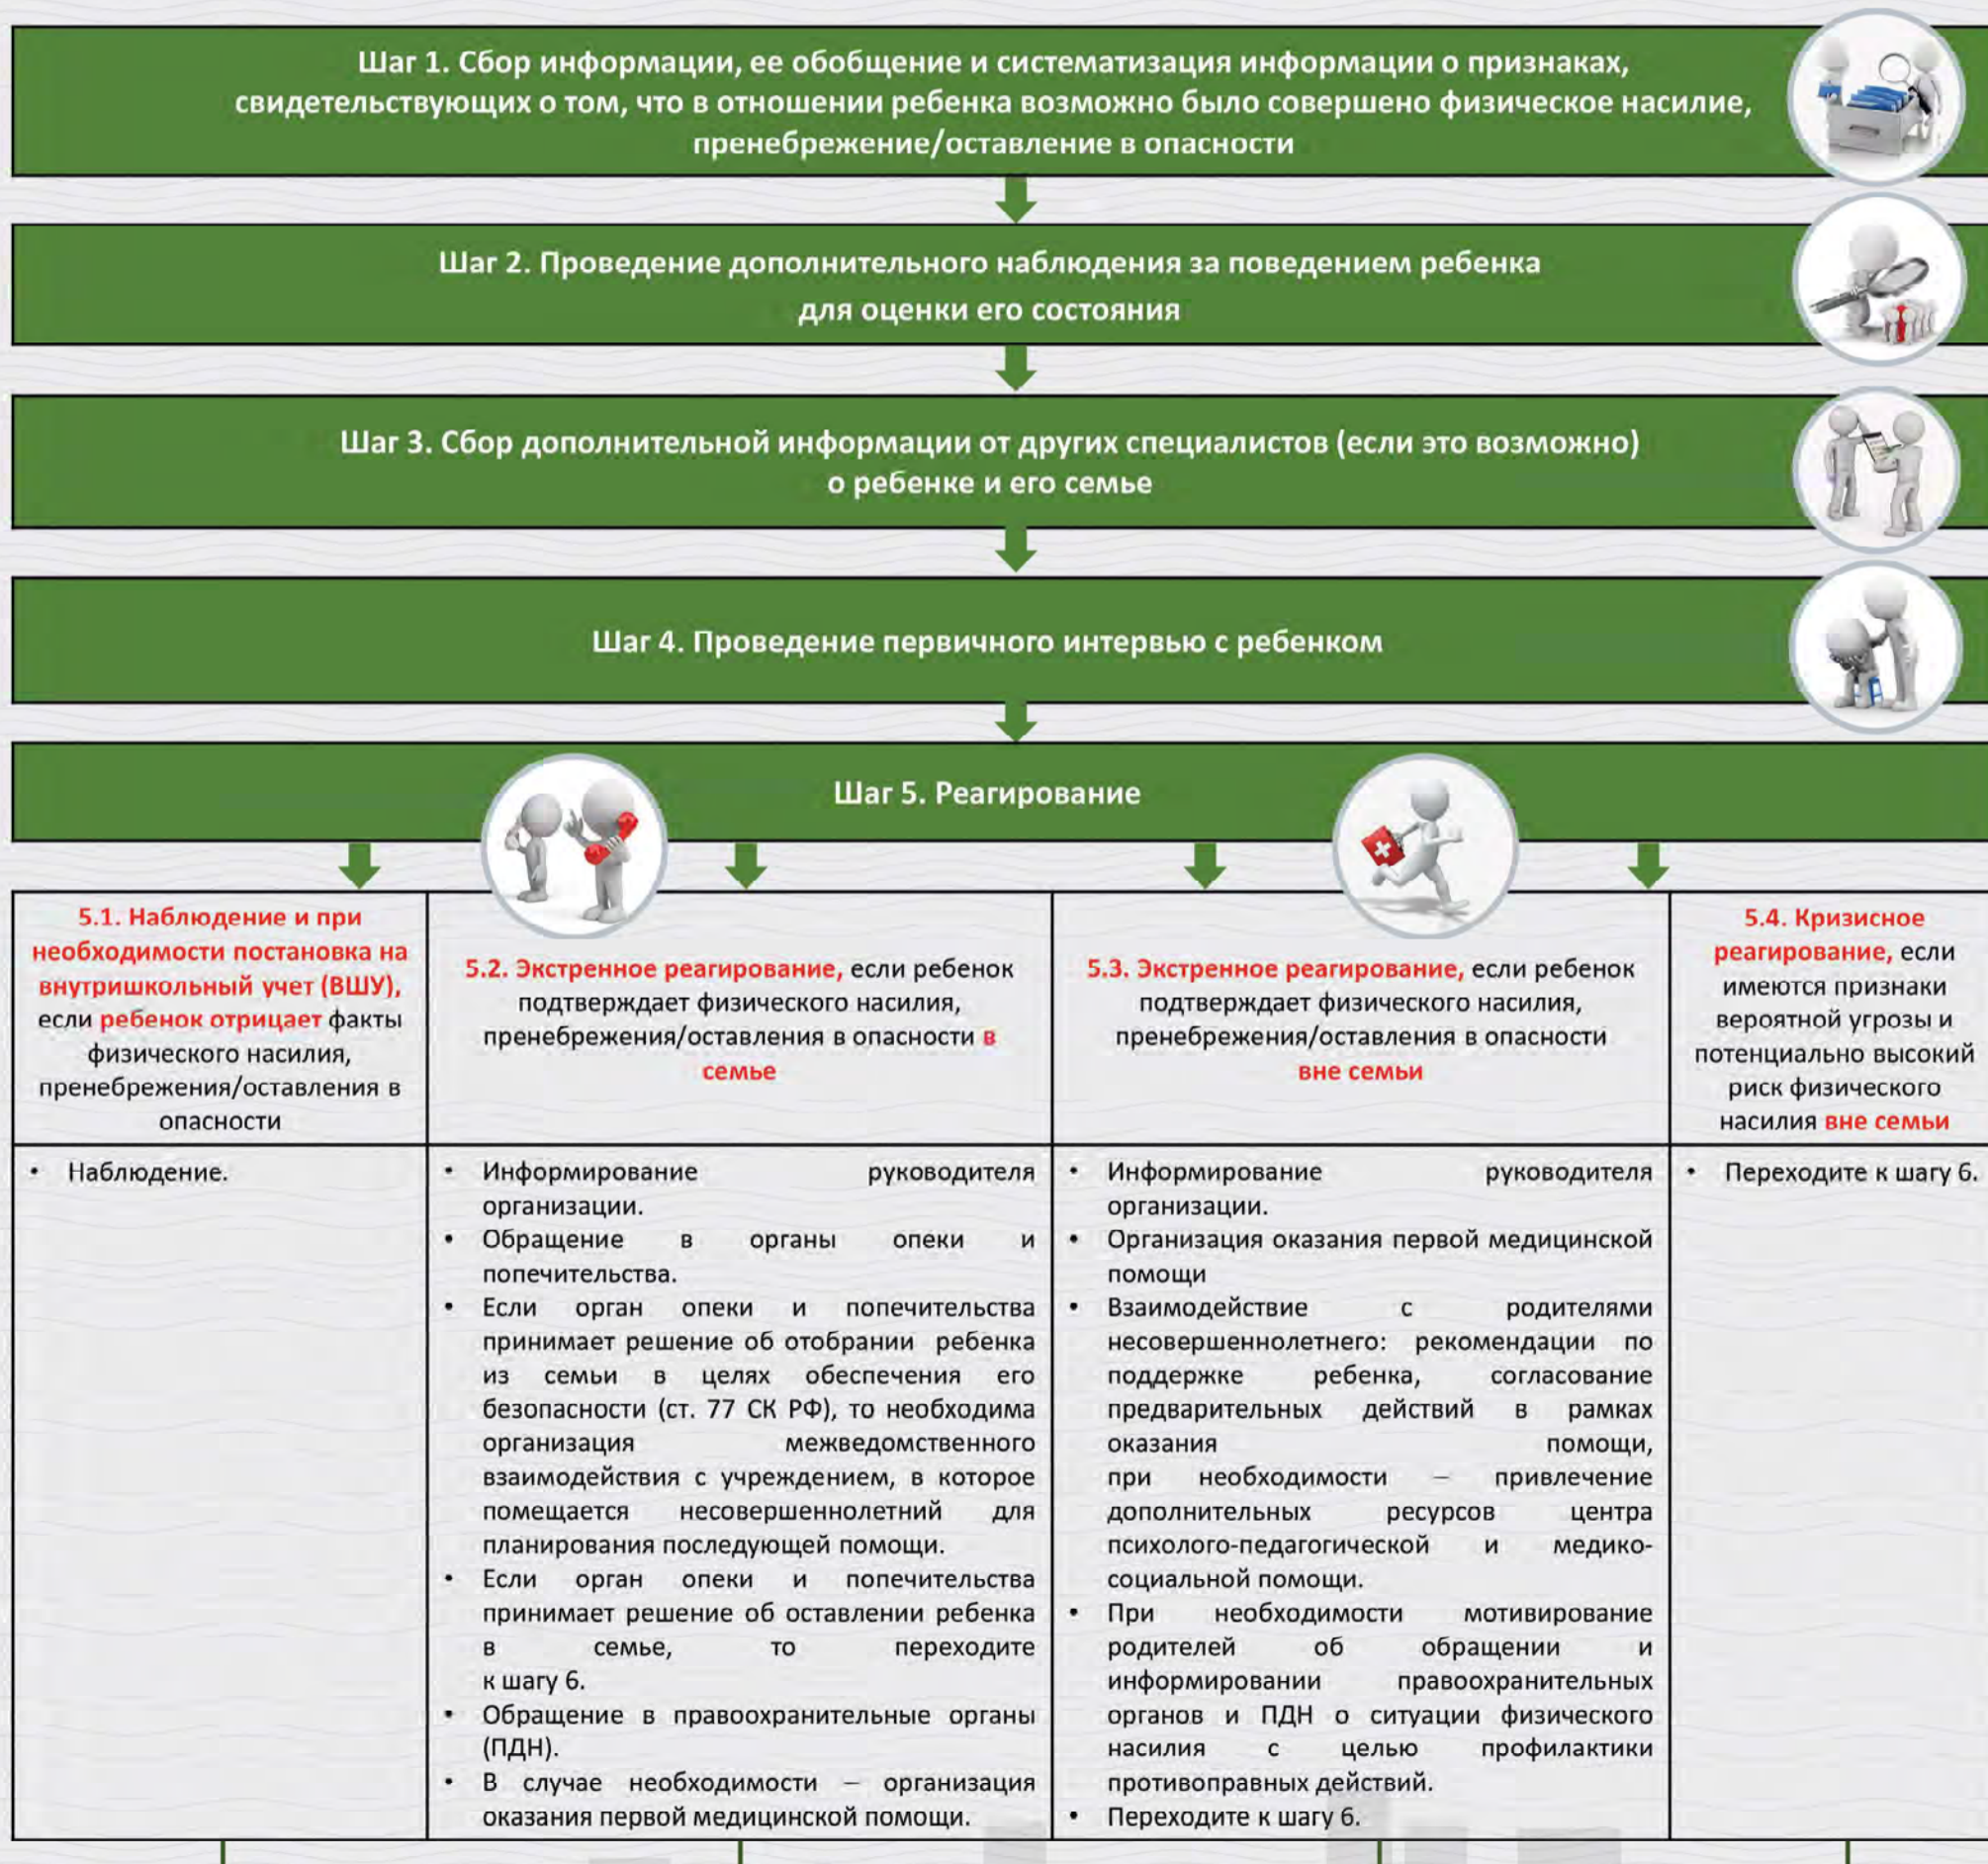 Шаг 1. Сбор информации, ее обобщение и систематизация информации о признаках,
свидетельствующих о том, что в отношении ребенка возможно было совершено физическое насилие,
пренебрежение/оставление в опасности
Шаг 2. Проведение дополнительного наблюдения за поведением ребенка
для оценки его состояния
Шаг 3. Сбор дополнительной информации от других специалистов (если это возможно)
о ребенке и его семье
Шаг 4. Проведение первичного интервью с ребенком
Шаг 5. Реагирование
5.1. Наблюдение и при
необходимости постановка на
внутришкольный учет (ВШУ),
если ребенок отрицает факты
физического насилия,
пренебрежения/оставления в
опасности
• Наблюдение.
5.2. Экстренное реагирование, если ребенок
подтверждает физического насилия,
пренебрежения/оставления в опасности в
семье
• Информирование руководителя
организации.
• Обращение в органы опеки и
попечительства.
• Если орган опеки и попечительства
принимает решение об отобрании ребенка
из семьи в целях обеспечения его
безопасности (ст. 77 СК РФ), то необходима
организация межведомственного
взаимодействия с учреждением, в которое
помещается несовершеннолетний для
планирования последующей помощи.
• Если орган опеки и попечительства
принимает решение об оставлении ребенка
в семье, то переходите
к шагу 6.
• Обращение в правоохранительные органы
(ПДН).
• В случае необходимости – организация
оказания первой медицинской помощи.
5.3. Экстренное реагирование, если ребенок
подтверждает физического насилия,
пренебрежения/оставления в опасности
вне семьи
• Информирование руководителя
организации.
• Организация оказания первой медицинской
помощи
• Взаимодействие с родителями
несовершеннолетнего: рекомендации по
поддержке ребенка, согласование
предварительных действий в рамках
оказания помощи,
при необходимости – привлечение
дополнительных ресурсов центра
психолого-педагогической и медико-
социальной помощи.
• При необходимости мотивирование
родителей об обращении и
информировании правоохранительных
органов и ПДН о ситуации физического
насилия с целью профилактики
противоправных действий.
• Переходите к шагу 6.
5.4. Кризисное
реагирование, если
имеются признаки
вероятной угрозы и
потенциально высокий
риск физического
насилия вне семьи
• Переходите к шагу 6.